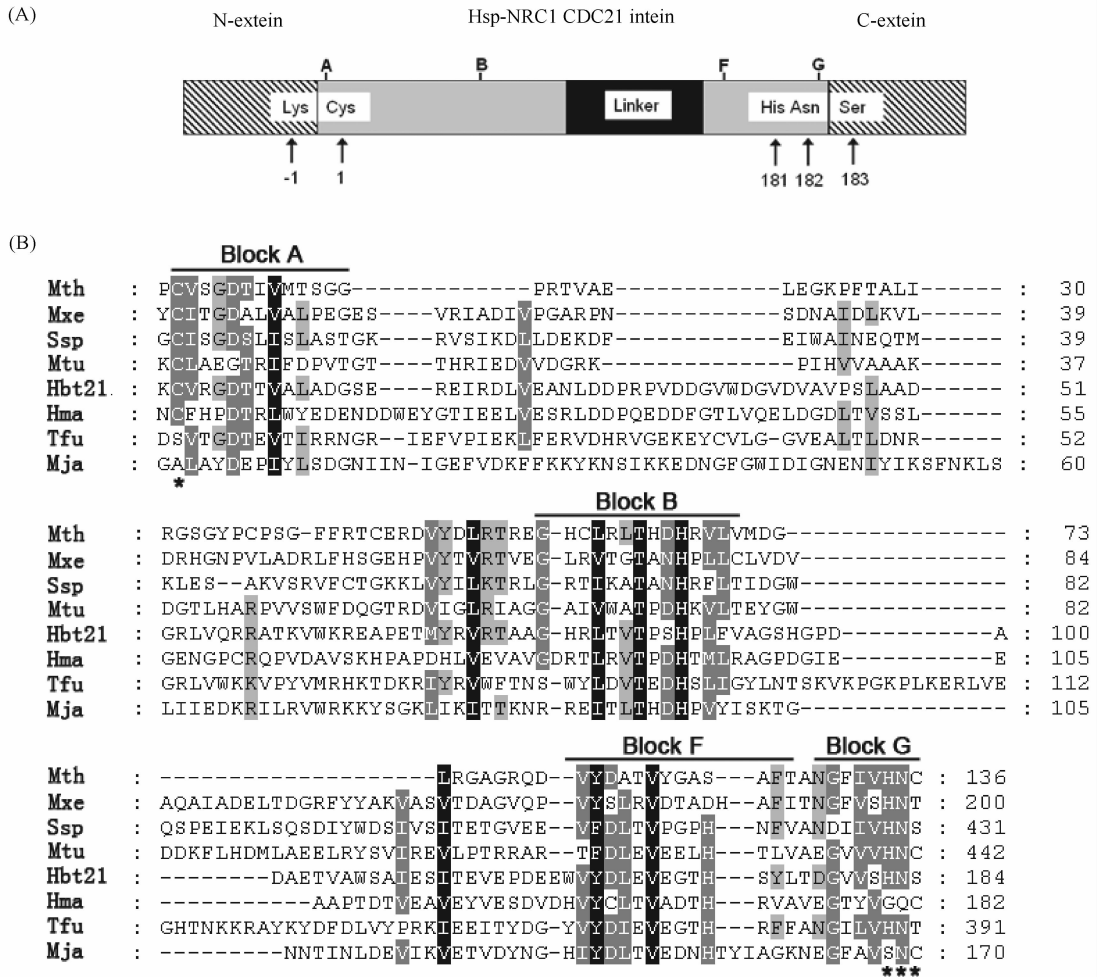 (A)
N-extein Hsp-NRC1 CDC21 intein C-extein
A B F G
Lys Cys Linker His Asn Ser
-1 1 181 182 183
(B)
Block A
Mth : PCVSGDTIVMTSGG--------------PRTVAE-------------LEGKPFTALI------ : 30
Mxe : YCITGDALVALPEGES----VRIADIVPGARPN-------------SDNAIDLKVL------ : 39
Ssp : GCISGDSLISLASTGK----RVSIKDLLDEKDF-------------EIWAINEQTM------ : 39
Mtu : KCLAEGTRIFDPVTGT----THRIEDVVDGRK--------------PIHVVAAAK------ : 37
Hbt21. : KCVRGDTTVALADGSE----REIRDLVEANLDDPRPVDDGVWDGVDVAVPSLAAD------ : 51
Hma : NCFHPDTRLWYEDENDDWEYGTIEELVESRLDDPQEDDFGTLVQELDGDLTVSSL------ : 55
Tfu : DSVTGDTEVTIRRNGR---IEFVPIEKLFERVDHRVGEKEYCVLG-GVEALTLDNR------ : 52
Mja : GALAYDEPIYLSDGNIIN-IGEFVDKFFKKYKNSIKKEDNGFGWIDIGNENIYIKSFNKLS : 60
*
Block B
Mth : RGSGYPCPSG-FFRTCERDVYDLRTREG-HCLRLTHDHRVLVMDG---------------- : 73
Mxe : DRHGNPVLADRLFHSGEHPVYTVRTVEG-LRVTGTANHPLLCLVDV--------------- : 84
Ssp : KLES--AKVSRVFCTGKKLVYILKTRLG-RTIKATANHRFLTIDGW--------------- : 82
Mtu : DGTLHARPVVSWFDQGTRDVIGLRIAGG-AIVWATPDHKVLTEYGW--------------- : 82
Hbt21 : GRLVQRRATKVWKREAPETMYRVRTAAG-HRLTVTPSHPLFVAGSHGPD-----------A : 100
Hma : GENGPCRQPVDAVSKHPAPDHLVEVAVGDRTLRVTPDHTMLRAGPDGIE-----------E : 105
Tfu : GRLVWKKVPYVMRHKTDKRIYRVWFTNS-WYLDVTEDHSLIGYLNTSKVKPGKPLKERLVE : 112
Mja : LIIEDKRILRVWRKKYSGKLIKITTKNR-REITLTHDHPVYISKTG--------------- : 105
Block F Block G
Mth : --------------------LRGAGRQD--VYDATVYGAS---AFTANGFIVHNC : 136
Mxe : AQAIADELTDGRFYYAKVASVTDAGVQP--VYSLRVDTADH--AFITNGFVSHNT : 200
Ssp : QSPEIEKLSQSDIYWDSIVSITETGVEE--VFDLTVPGPH---NFVANDIIVHNS : 431
Mtu : DDKFLHDMLAEELRYSVIREVLPTRRAR--TFDLEVEELH---TLVAEGVVVHNC : 442
Hbt21 : --------DAETVAWSAIESITEVEPDEEWVYDLEVEGTH---SYLTDGVVSHNS : 184
Hma : -----------AAPTDTVEAVEYVESDVDHVYCLTVADTH---RVAVEGTYVGQC : 182
Tfu : GHTNKKRAYKYDFDLVYPRKIEEITYDG-YVYDIEVEGTH---RFFANGILVHNT : 391
Mja : ---------NNTINLDEVIKVETVDYNG-HIYDLTVEDNHTYIAGKNEGFAVSNC : 170
***